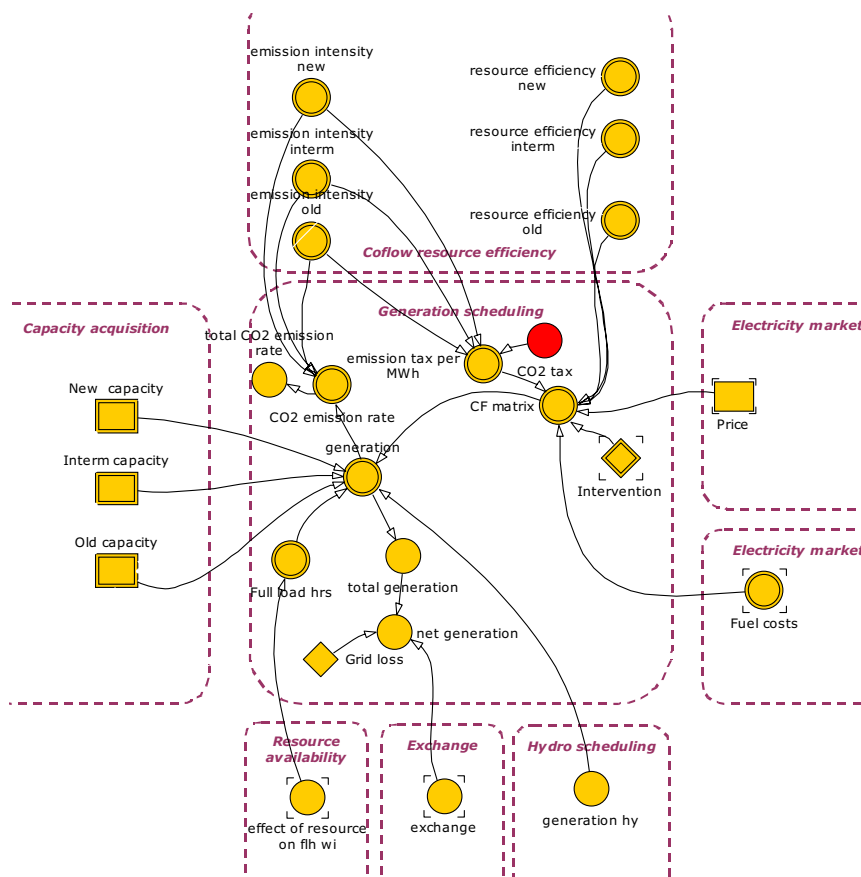 emission intensity
new
resource efficiency
new
emission intensity
interm
resource efficiency
interm
emission intensity
old
resource efficiency
old
Coflow resource efficiency
Capacity acquisition
Generation scheduling
Electricity market
total CO2 emission
rate
emission tax per
MWh
CO2 tax
New capacity
CO2 emission rate
CF matrix
Price
generation
Interm capacity
Intervention
Old capacity
Electricity market
Full load hrs
total generation
Fuel costs
net generation
Grid loss
Resource
availability
Exchange
Hydro scheduling
effect of resource
on flh wi
exchange
generation hy